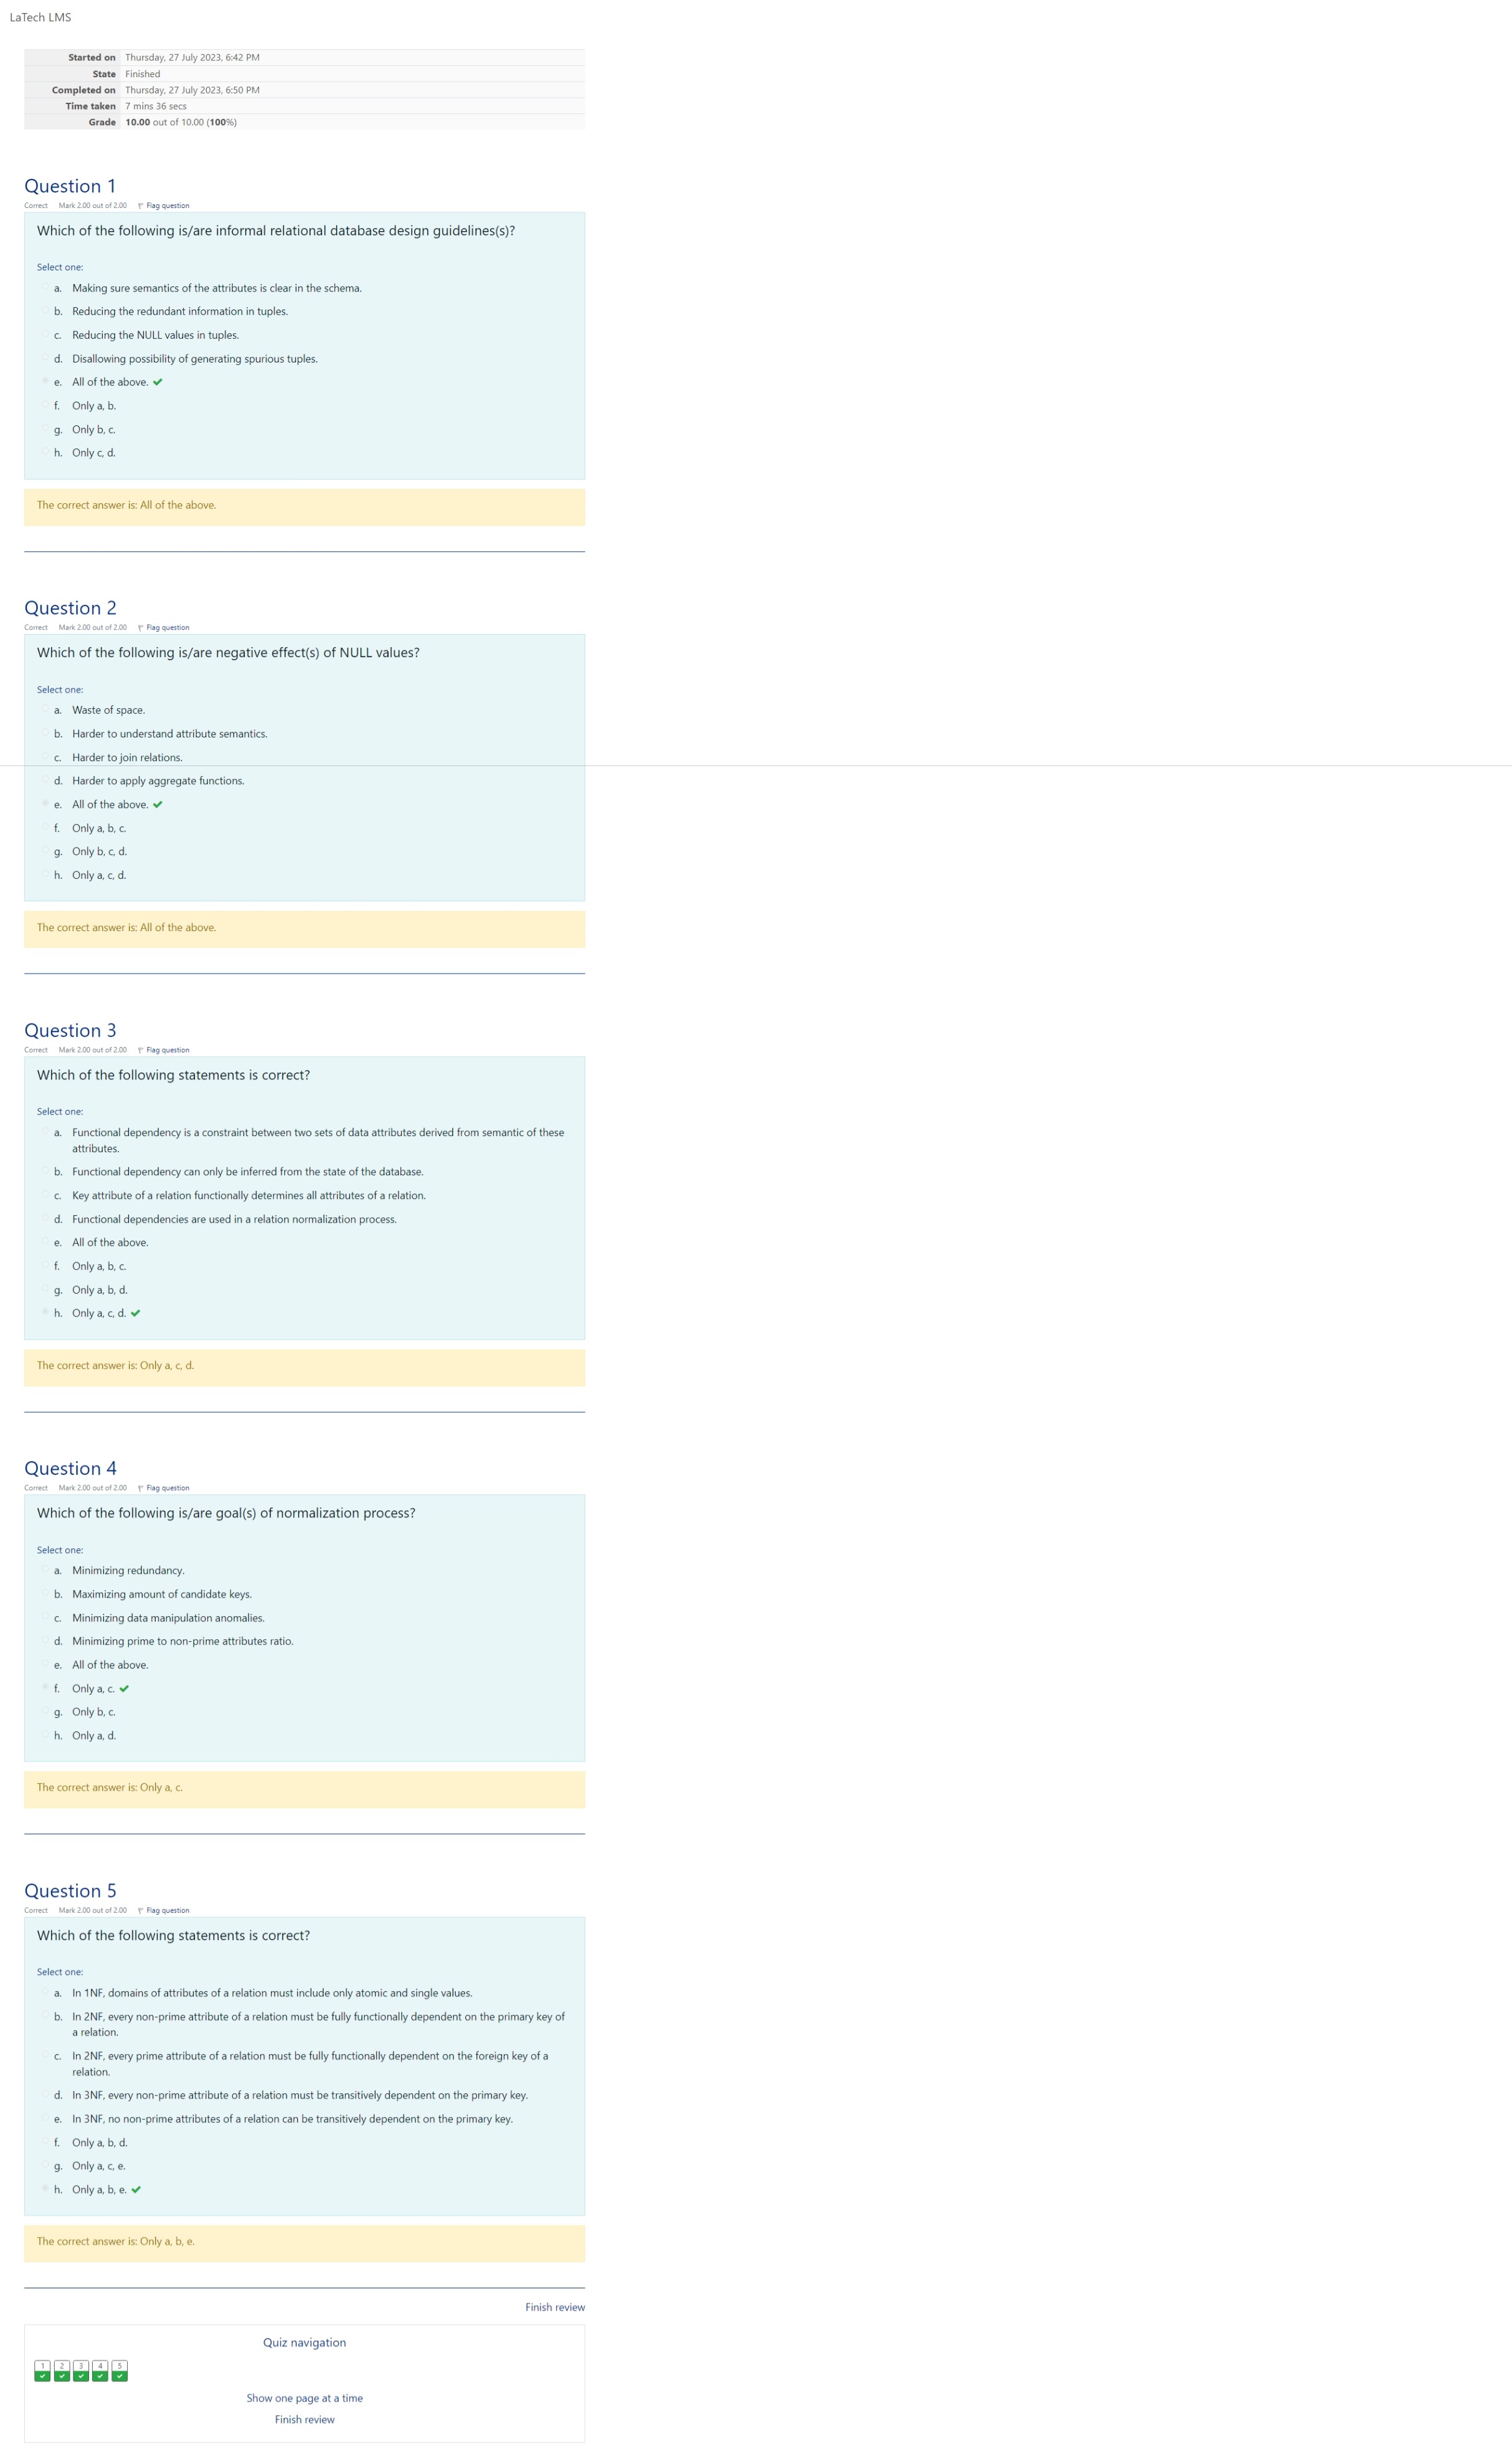 LaTech LMS
Started on Thursday, 27 July 2023, 6:42 PM
State Finished
Completed on Thursday, 27 July 2023, 6:50 PM
Time taken 7 mins 36 secs
Grade 10.00 out of 10.00 (100%)
Question 1
Correct Mark 2.00 out of 2.00 Flag question
Which of the following is/are informal relational database design guidelines(s)?
Select one:
a. Making sure semantics of the attributes is clear in the schema.
b. Reducing the redundant information in tuples.
c. Reducing the NULL values in tuples.
d. Disallowing possibility of generating spurious tuples.
e. All of the above.
f. Only a, b.
g. Only b, c.
h. Only c, d.
The correct answer is: All of the above.
Question 2
Correct Mark 2.00 out of 2.00 Flag question
Which of the following is/are negative effect(s) of NULL values?
Select one:
a. Waste of space.
b. Harder to understand attribute semantics.
c. Harder to join relations.
d. Harder to apply aggregate functions.
e. All of the above.
f. Only a, b, c.
g. Only b, c, d.
h. Only a, c, d.
The correct answer is: All of the above.
Question 3
Correct Mark 2.00 out of 2.00 Flag question
Which of the following statements is correct?
Select one:
a. Functional dependency is a constraint between two sets of data attributes derived from semantic of these
attributes.
b. Functional dependency can only be inferred from the state of the database.
c. Key attribute of a relation functionally determines all attributes of a relation.
d. Functional dependencies are used in a relation normalization process.
e. All of the above.
f. Only a, b, c.
g. Only a, b, d.
h. Only a, c, d.
The correct answer is: Only a, c, d.
Question 4
Correct Mark 2.00 out of 2.00 Flag question
Which of the following is/are goal(s) of normalization process?
Select one:
a. Minimizing redundancy.
b. Maximizing amount of candidate keys.
c. Minimizing data manipulation anomalies.
d. Minimizing prime to non-prime attributes ratio.
e. All of the above.
f. Only a, c.
g. Only b, c.
h. Only a, d.
The correct answer is: Only a, c.
Question 5
Correct Mark 2.00 out of 2.00 Flag question
Which of the following statements is correct?
Select one:
a. In 1NF, domains of attributes of a relation must include only atomic and single values.
b. In 2NF, every non-prime attribute of a relation must be fully functionally dependent on the primary key of
a relation.
c. In 2NF, every prime attribute of a relation must be fully functionally dependent on the foreign key of a
relation.
d. In 3NF, every non-prime attribute of a relation must be transitively dependent on the primary key.
e. In 3NF, no non-prime attributes of a relation can be transitively dependent on the primary key.
f. Only a, b, d.
g. Only a, c, e.
h. Only a, b, e.
The correct answer is: Only a, b, e.
Finish review
Quiz navigation
1 2 3 4 5
Show one page at a time
Finish review